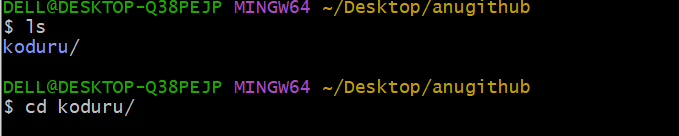 DELL@DESKTOP-Q38PEJP MINGW64 ~/Desktop/anugithub
$ ls
koduru/
DELL@DESKTOP-Q38PEJP MINGW64 ~/Desktop/anugithub
$ cd koduru/